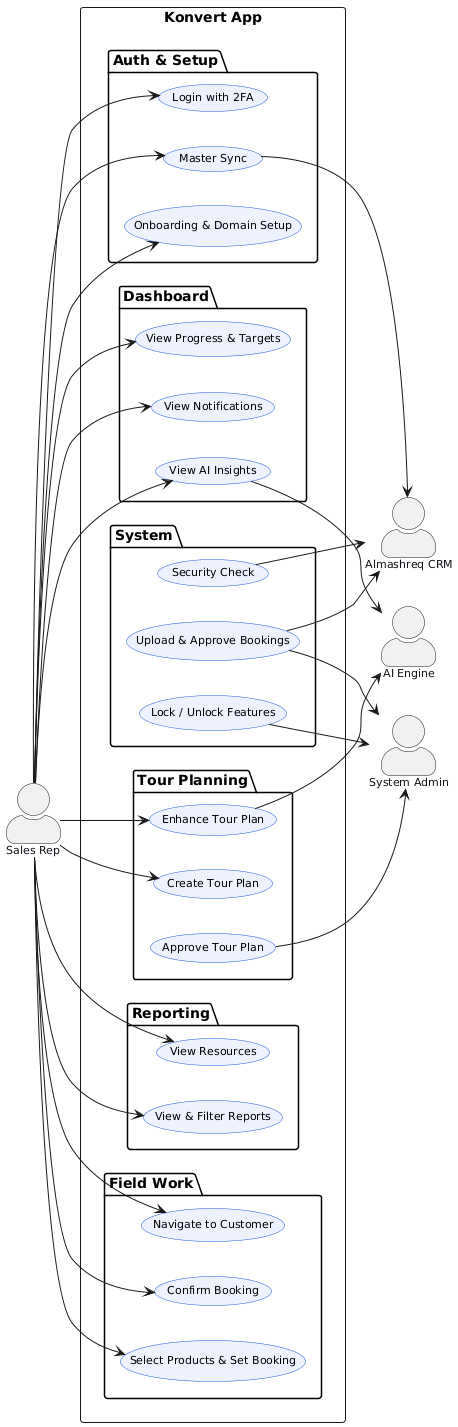 Konvert App
Auth & Setup
Login with 2FA
Master Sync
Onboarding & Domain Setup
Dashboard
View Progress & Targets
View Notifications
View AI Insights
System
Security Check
Upload & Approve Bookings
Lock / Unlock Features
Almashreq CRM
AI Engine
System Admin
Tour Planning
Enhance Tour Plan
Create Tour Plan
Approve Tour Plan
Sales Rep
Reporting
View Resources
View & Filter Reports
Field Work
Navigate to Customer
Confirm Booking
Select Products & Set Booking